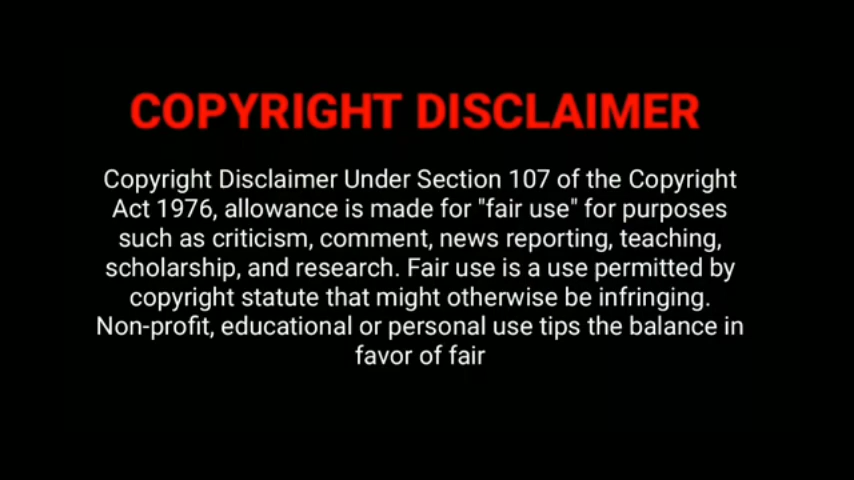 COPYRIGHT DISCLAIMER
Copyright Disclaimer Under Section 107 of the Copyright
Act 1976, allowance is made for "fair use" for purposes
such as criticism, comment, news reporting, teaching,
scholarship, and research. Fair use is a use permitted by
copyright statute that might otherwise be infringing.
Non-profit, educational or personal use tips the balance in
favor of fair